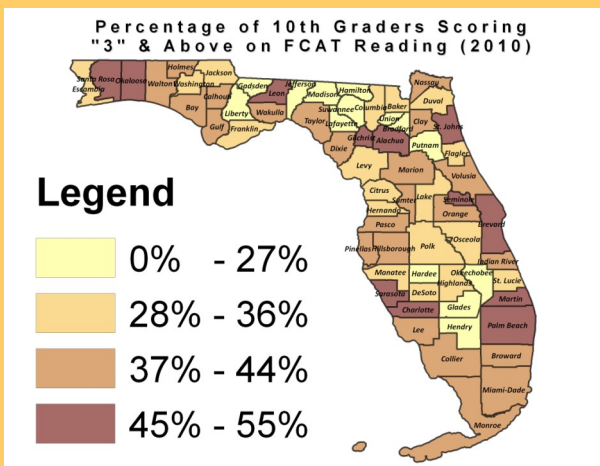 Percentage of 10th Graders Scoring
"3" & Above on FCAT Reading (2010)
Holmes
Jackson
Santa Rosa Okaloosa Walton Washington
Escambia
Bay
Calhoun
Gulf
Gadsden
Liberty
Franklin
Leon
Wakulla
Jefferson
Madison
Taylor
Hamilton
Suwannee
Lafayette
Columbia
Baker
Union
Bradford
Nassau
Duval
Clay
St. Johns
Dixie
Gilchrist
Alachua
Putnam
Flagler
Levy
Marion
Volusia
Citrus
Sumter
Lake
Seminole
Hernando
Orange
Brevard
Pasco
Pinellas
Hillsborough
Polk
Osceola
Indian River
Manatee
Hardee
Highlands
Okeechobee
St. Lucie
Sarasota
DeSoto
Martin
Charlotte
Glades
Lee
Hendry
Palm Beach
Collier
Broward
Miami-Dade
Monroe
Legend
0% - 27%
28% - 36%
37% - 44%
45% - 55%